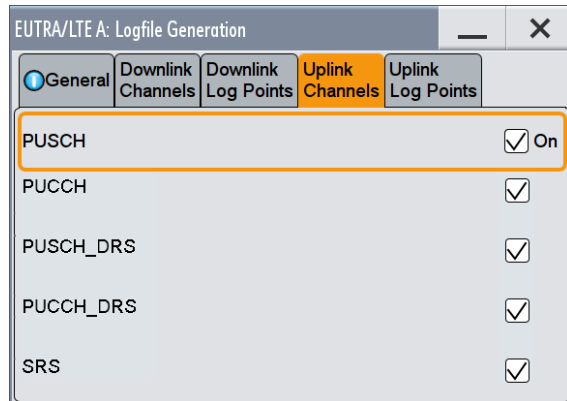 EUTRA/LTE A: Logfile Generation
General
Downlink Channels
Downlink Log Points
Uplink Channels
Uplink Log Points
PUSCH On
PUCCH
PUSCH_DRS
PUCCH_DRS
SRS